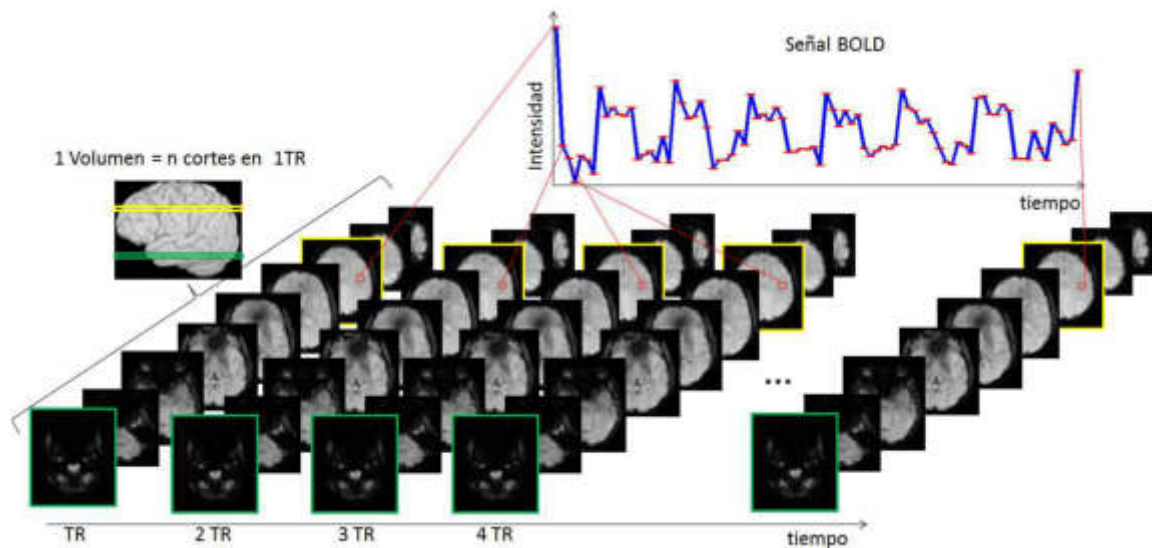 Señal BOLD
Intensidad
tiempo
1 Volumen = n cortes en 1TR
...
TR
2 TR
3 TR
4 TR
tiempo